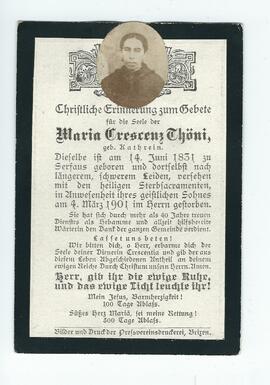 Christliche Erinnerung zum Gebete
für die Seele der
Maria Crescenz Thöni,
geb. Kathrein.
Dieselbe ist am 14. Juni 1831 zu
Serfaus geboren und dortselbst nach
längerem, schwerem Leiden, versehen
mit den heiligen Sterbsacramenten,
in Anwesenheit ihres geistlichen Sohnes
am 4. März 1901 im Herrn gestorben.
Sie hat sich durch mehr als 40 Jahre treuen
Dienstes als Hebamme und allzeit hilfsbereite
Wärterin den Dank der ganzen Gemeinde verdient.
Lasset uns beten!
Wir bitten dich, o Herr, erbarme dich der
Seele deiner Dienerin Crescentia und gib der aus
diesem Leben Abgeschiedenen Antheil an deinem
ewigen Reiche Durch Christum unsern Herrn. Amen.
Herr, gib ihr die ewige Ruhe,
und das ewige Licht leuchte ihr!
Mein Jesus, Barmherzigkeit!
100 Tage Ablaß.
Süßes Herz Mariä, sei meine Rettung!
300 Tage Ablaß.
Bilder und Druck der Pressvereinsdruckerei, Brixen.